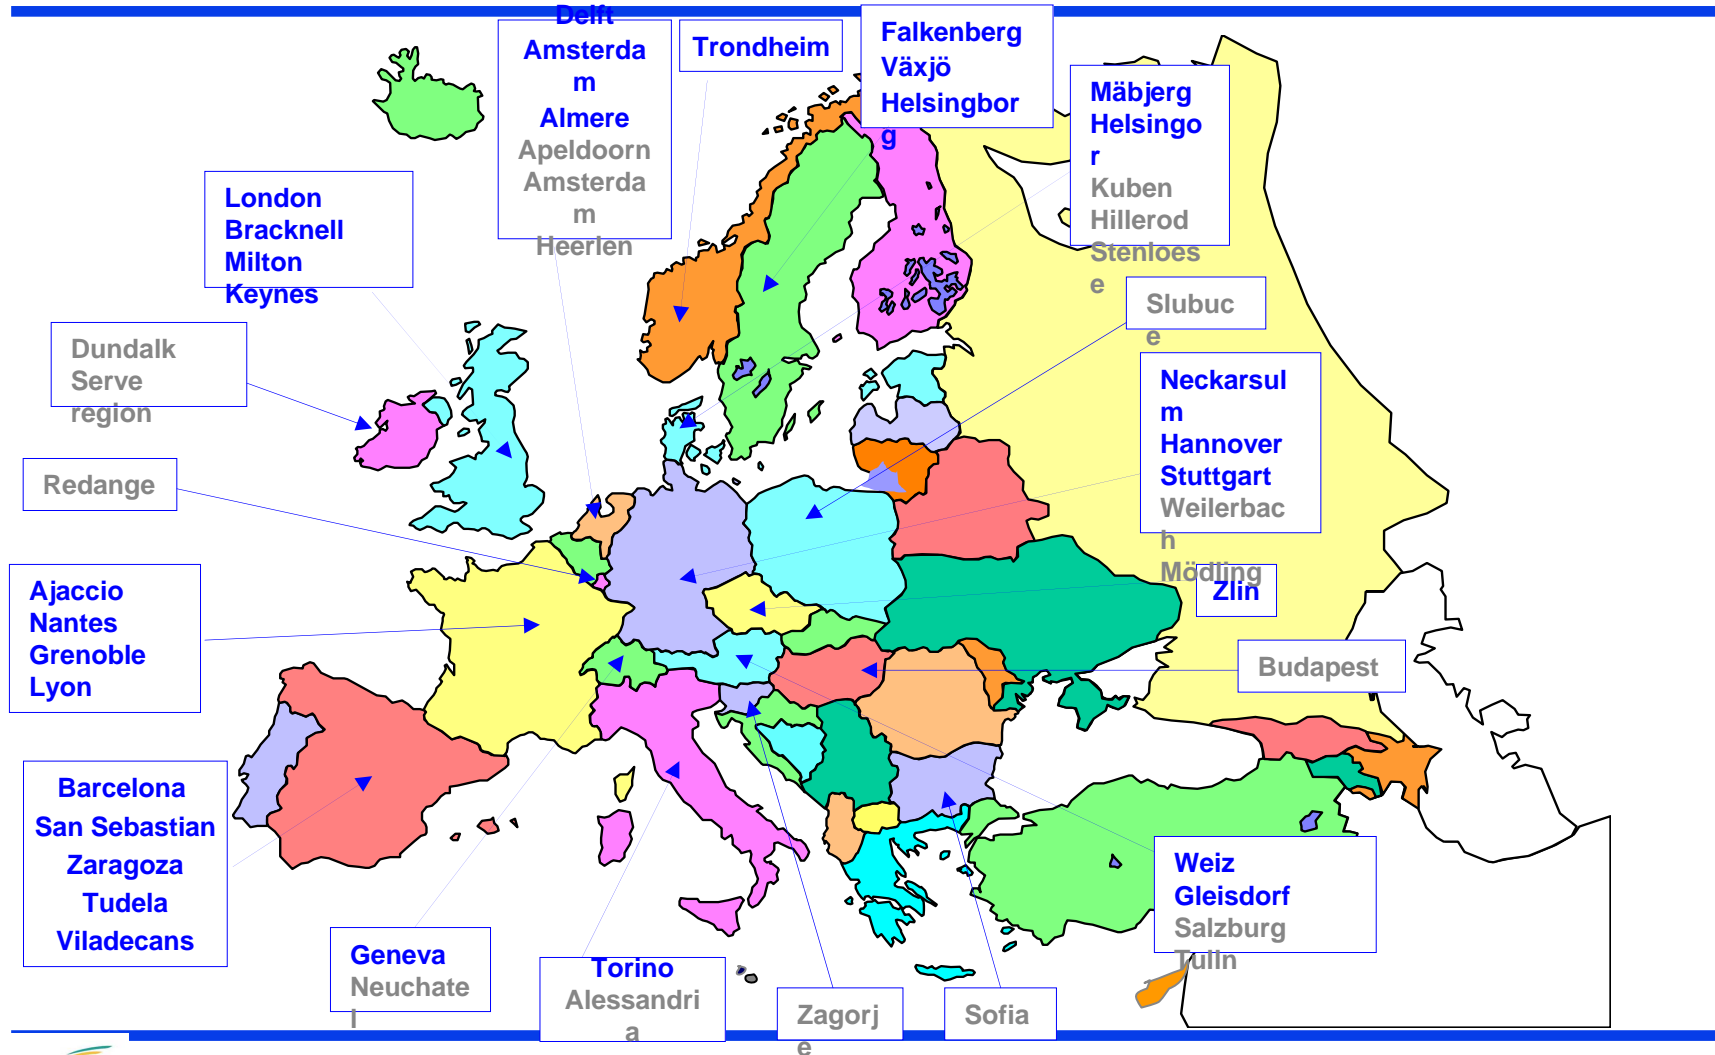 Delft
Amsterda
m
Almere
Apeldoorn
Amsterda
m
Heerlen
Trondheim
Falkenberg
Växjö
Helsingbor
g
Mäbjerg
Helsingo
r
Kuben
Hillerod
Stenloes
e
London
Bracknell
Milton
Keynes
Slubuc
e
Dundalk
Serve
region
Neckarsul
m
Hannover
Stuttgart
Weilerbac
h
Mödling
Redange
Zlin
Ajaccio
Nantes
Grenoble
Lyon
Budapest
Barcelona
San Sebastian
Zaragoza
Tudela
Viladecans
Weiz
Gleisdorf
Salzburg
Tulln
Geneva
Neuchate
l
Torino
Alessandri
a
Zagorj
e
Sofia